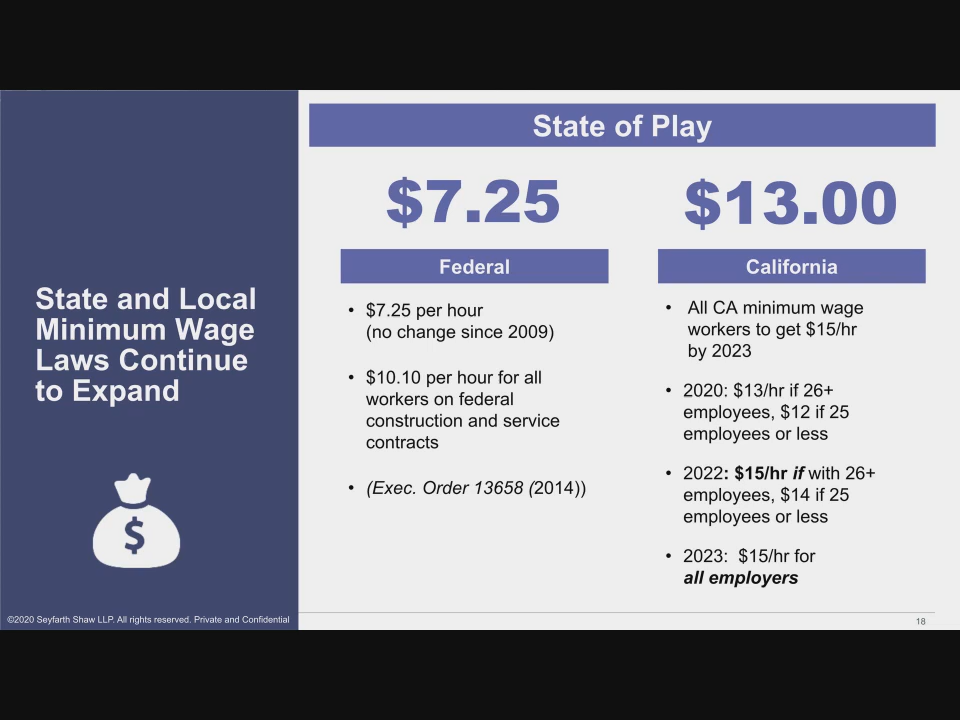 State and Local
Minimum Wage
Laws Continue
to Expand
$
©2020 Seyfarth Shaw LLP. All rights reserved. Private and Confidential
State of Play
$7.25
Federal
• $7.25 per hour
(no change since 2009)
• $10.10 per hour for all
workers on federal
construction and service
contracts
• (Exec. Order 13658 (2014))
$13.00
California
• All CA minimum wage
workers to get $15/hr
by 2023
• 2020: $13/hr if 26+
employees, $12 if 25
employees or less
• 2022: $15/hr if with 26+
employees, $14 if 25
employees or less
• 2023: $15/hr for
all employers
18